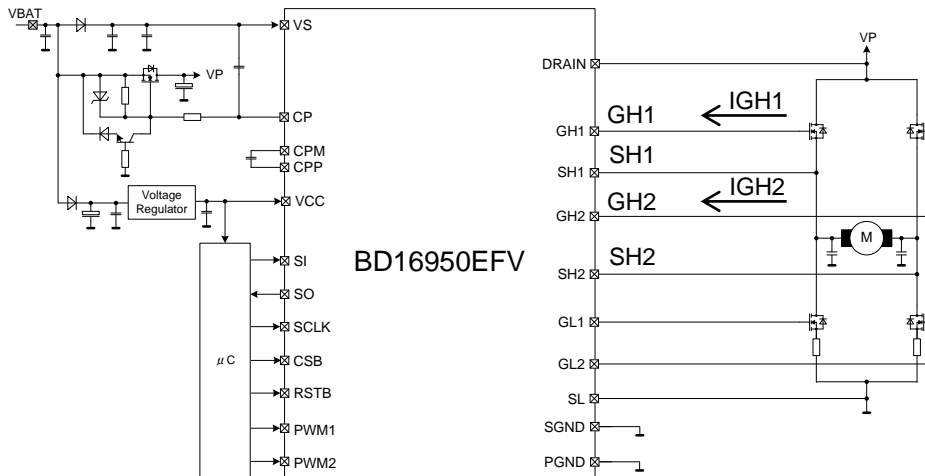 VBAT
VS
VP
CP
CPM
CPP
Voltage
Regulator
VCC
SI
SO
SCLK
CSB
RSTB
PWM1
PWM2
μC
BD16950EFV
DRAIN
GH1
SH1
GH2
SH2
GL1
GL2
SL
SGND
PGND
GH1
IGH1
SH1
GH2
IGH2
SH2
VP
M